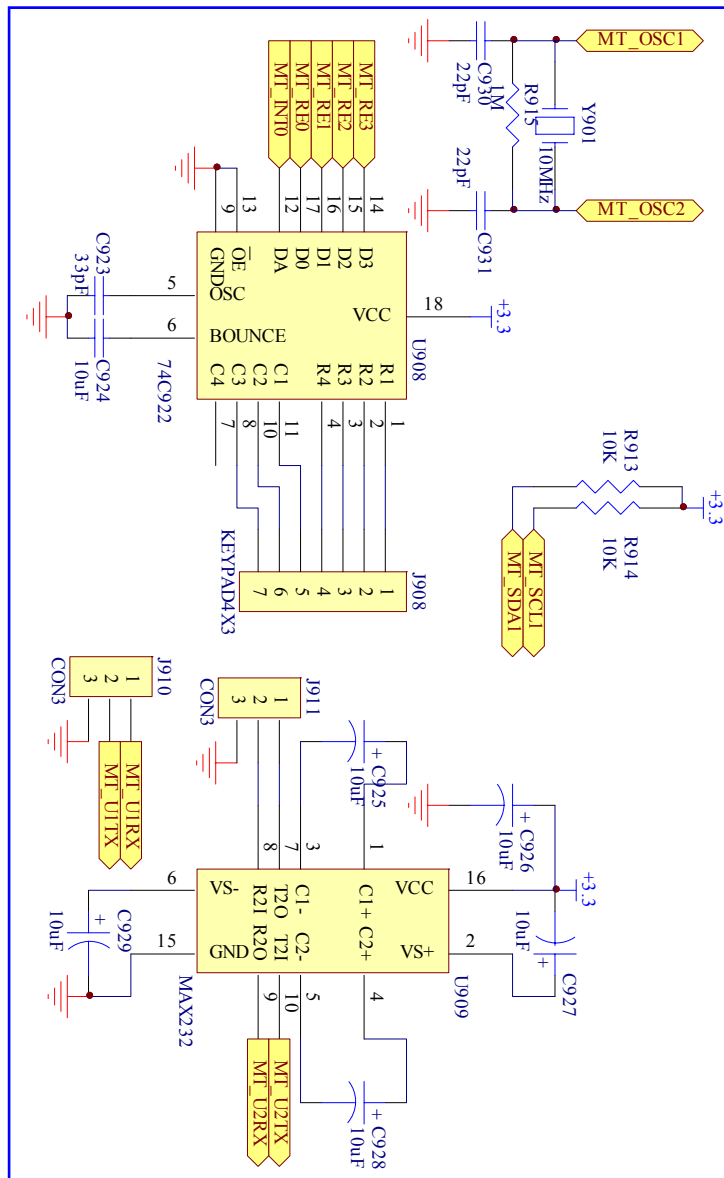 MT_OSC1
MT_OSC2
Y901
10MHz
R915
1M
C930
22pF
C931
22pF
MT_RE3
MT_RE2
MT_RE1
MT_RE0
MT_INT0
14
15
16
17
12
13
9
D3
D2
D1
D0
DA
OE
GND
VCC
18
+3.3
U908
OSC
5
BOUNCE
6
C923
33pF
C924
10uF
74C922
R1
R2
R3
R4
C1
C2
C3
C4
1
2
3
4
11
10
8
7
J908
1
2
3
4
5
6
7
KEYPAD4X3
+3.3
R913
10K
R914
10K
MT_SCL1
MT_SDA1
J910
1
2
3
CON3
MT_U1RX
MT_U1TX
J911
1
2
3
CON3
C925
10uF
C926
10uF
+3.3
C927
10uF
C928
10uF
C929
10uF
1
3
7
8
16
2
6
15
4
5
10
9
VCC
VS+
C1+
C2+
C1-
C2-
T2O
T2I
R2I
R2O
VS-
GND
U909
MAX232
MT_U2TX
MT_U2RX
+
+
+
+
+